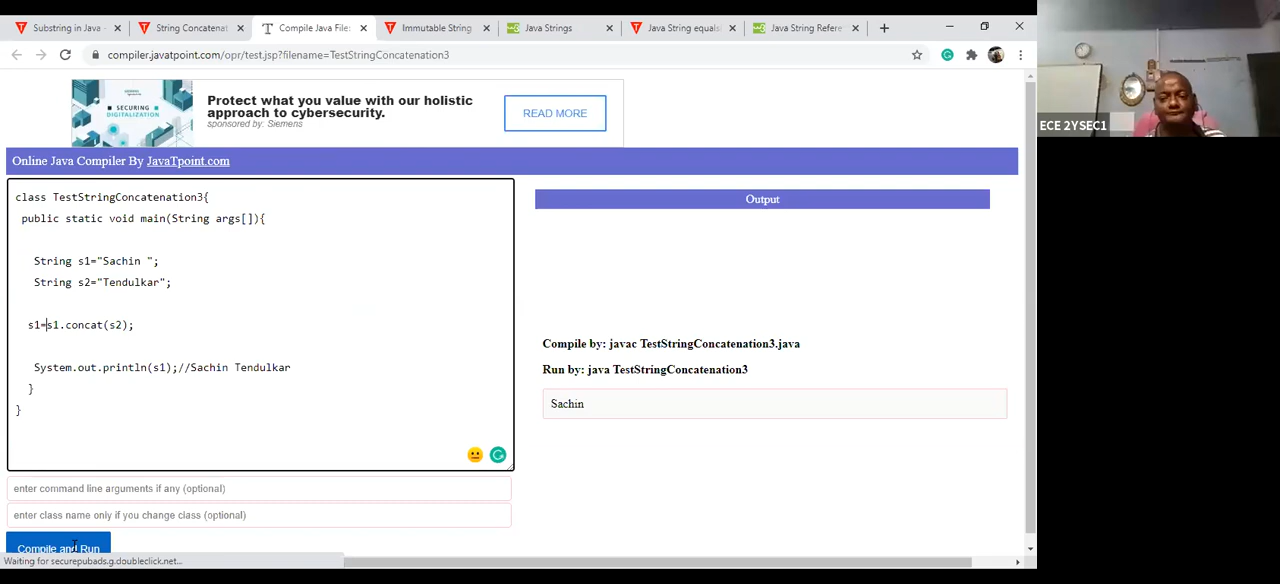 Substring in Java -
String Concatenat
Compile Java File:
Immutable String
Java Strings
Java String equals
Java String Refere
compiler.javatpoint.com/opr/test.jsp?filename=TestStringConcatenation3
SECURING
DIGITALIZATION
Protect what you value with our holistic
approach to cybersecurity.
sponsored by: Siemens
READ MORE
ECE 2YSEC1
Online Java Compiler By JavaTpoint.com
class TestStringConcatenation3{
public static void main(String args[]){
String s1="Sachin ";
String s2="Tendulkar";
s1=s1.concat(s2);
System.out.println(s1);//Sachin Tendulkar
}
}
enter command line arguments if any (optional)
enter class name only if you change class (optional)
Compile and Run
Waiting for securepubads.g.doubleclick.net...
Output
Compile by: javac TestStringConcatenation3.java
Run by: java TestStringConcatenation3
Sachin